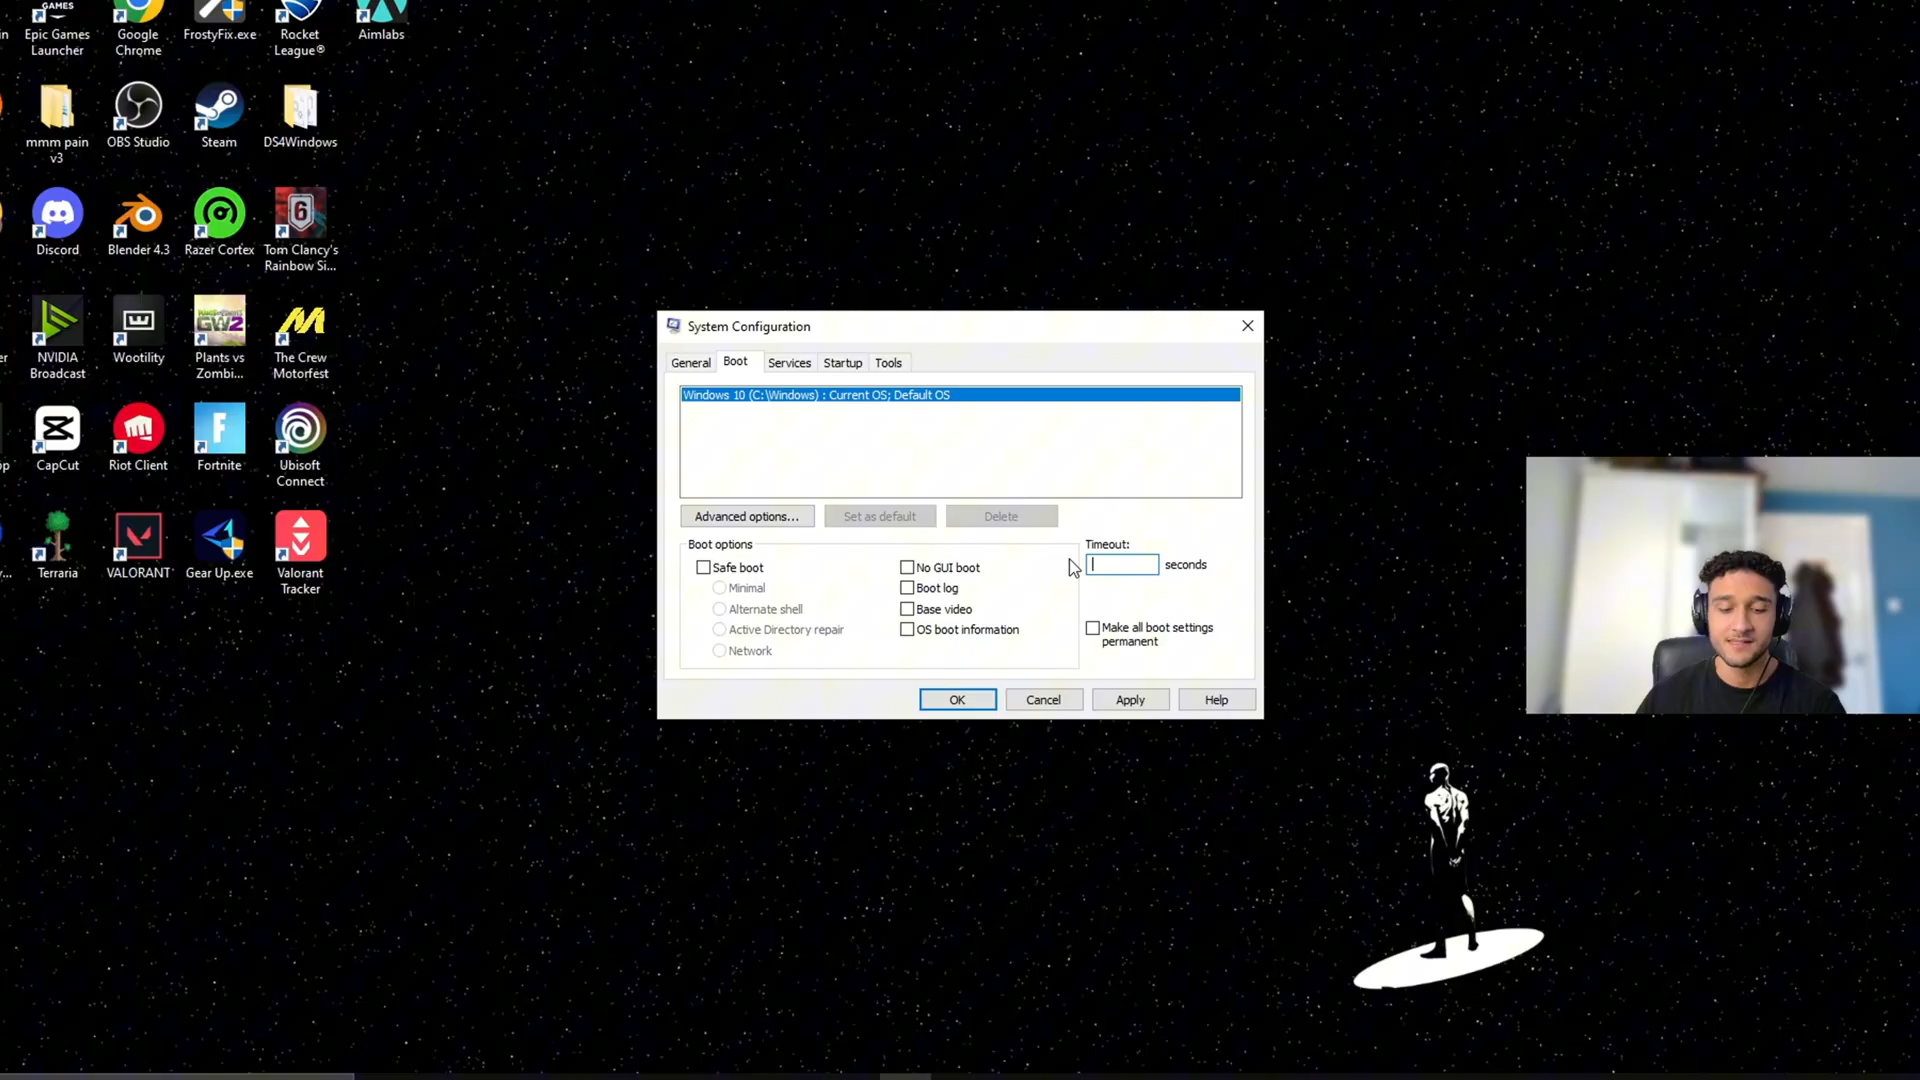 GAMES
Epic Games
Launcher
Google
Chrome
FrostyFix.exe
Rocket
League®
Aimlabs
mmm pain
v3
OBS Studio
Steam
DS4Windows
Discord
Blender 4.3
Razer Cortex
6
Tom Clancy's
Rainbow Si...
NVIDIA
Broadcast
Wootility
GW2
Plants vs
Zombi...
The Crew
Motorfest
CapCut
Riot Client
F
Fortnite
Ubisoft
Connect
Terraria
VALORANT
Gear Up.exe
Valorant
Tracker
System Configuration
General
Boot
Services
Startup
Tools
Windows 10 (C:\Windows) : Current OS; Default OS
Advanced options...
Set as default
Delete
Boot options
Safe boot
Minimal
Alternate shell
Active Directory repair
Network
No GUI boot
Boot log
Base video
OS boot information
Timeout:
seconds
Make all boot settings
permanent
OK
Cancel
Apply
Help